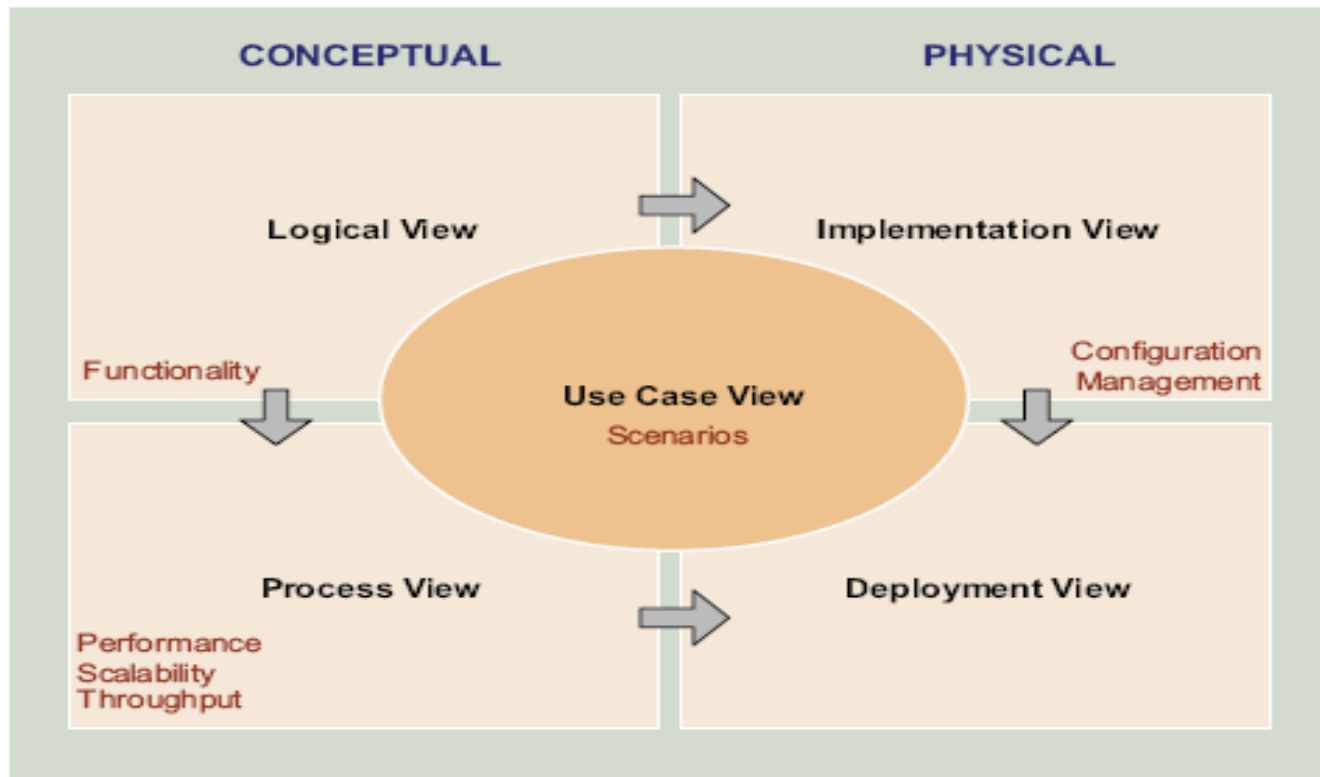 CONCEPTUAL
PHYSICAL
Logical View
Implementation View
Functionality
Configuration
Management
Use Case View
Scenarios
Process View
Deployment View
Performance
Scalability
Throughput